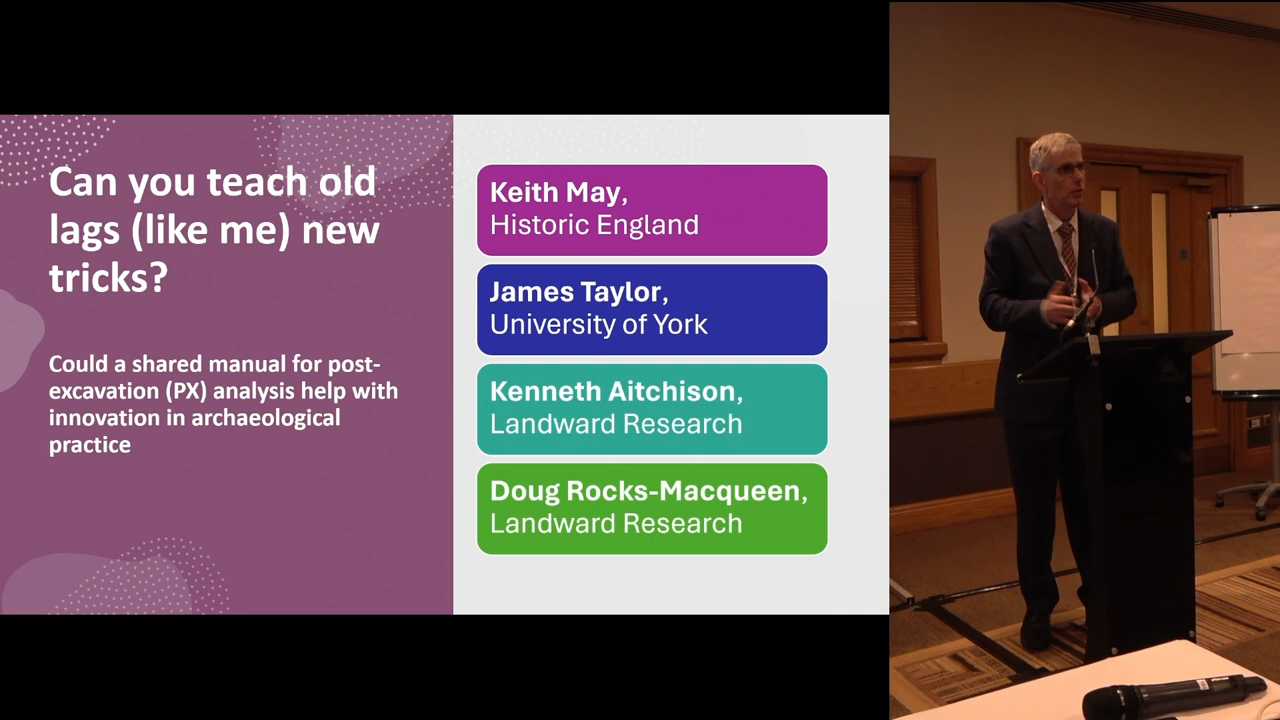 Can you teach old
lags (like me) new
tricks?
Could a shared manual for post-
excavation (PX) analysis help with
innovation in archaeological
practice
Keith May,
Historic England
James Taylor,
University of York
Kenneth Aitchison,
Landward Research
Doug Rocks-Macqueen,
Landward Research